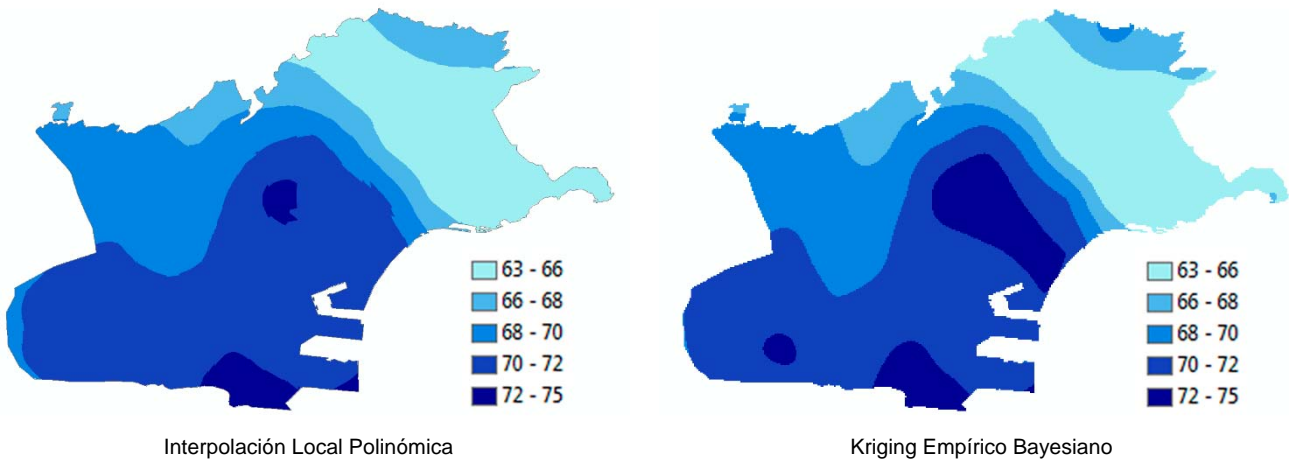 63 - 66
66 - 68
68 - 70
70 - 72
72 - 75
63 - 66
66 - 68
68 - 70
70 - 72
72 - 75
Interpolación Local Polinómica
Kriging Empírico Bayesiano